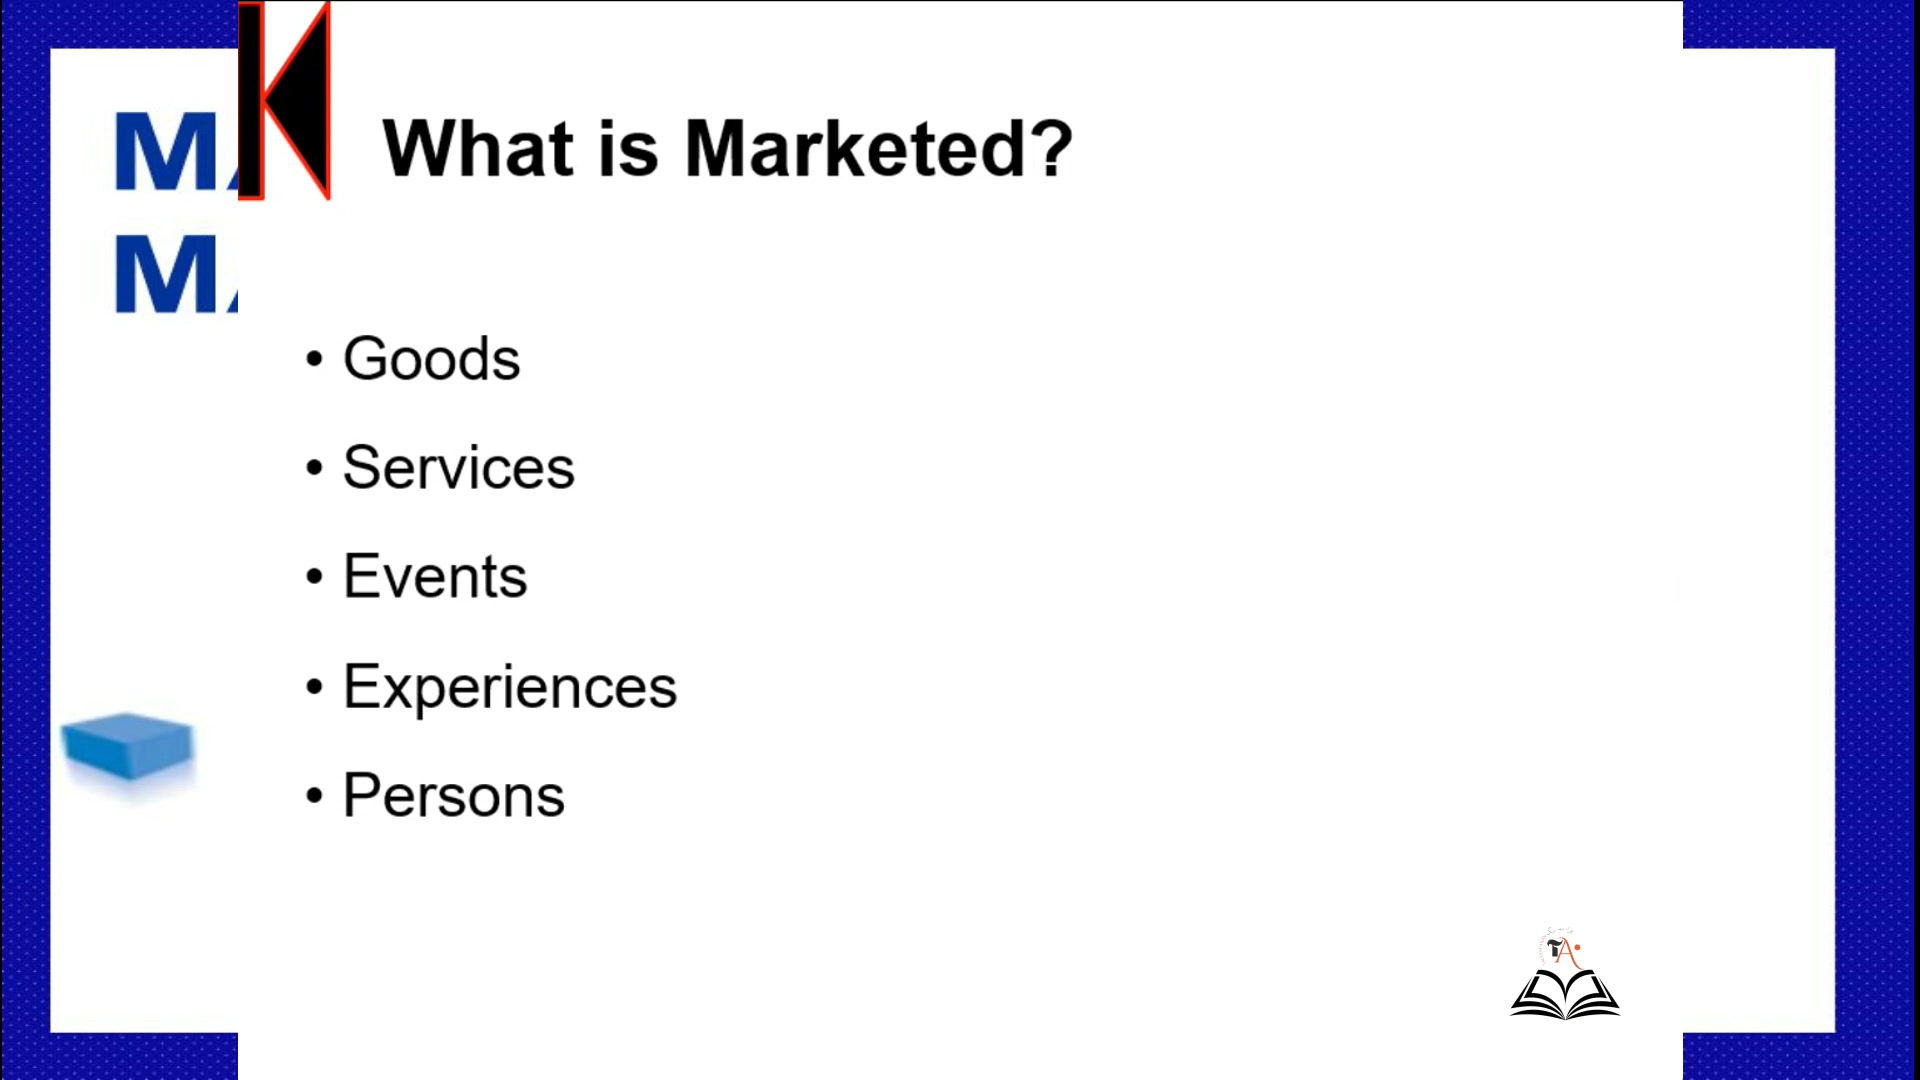 What is Marketed?
• Goods
• Services
• Events
• Experiences
• Persons